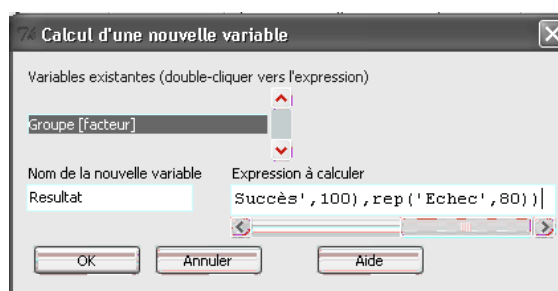 Calcul d'une nouvelle variable
Variables existantes (double-cliquer vers l'expression)
Groupe [facteur]
Nom de la nouvelle variable Expression à calculer
Resultat Succès',100),rep('Echec',80))
OK Annuler Aide